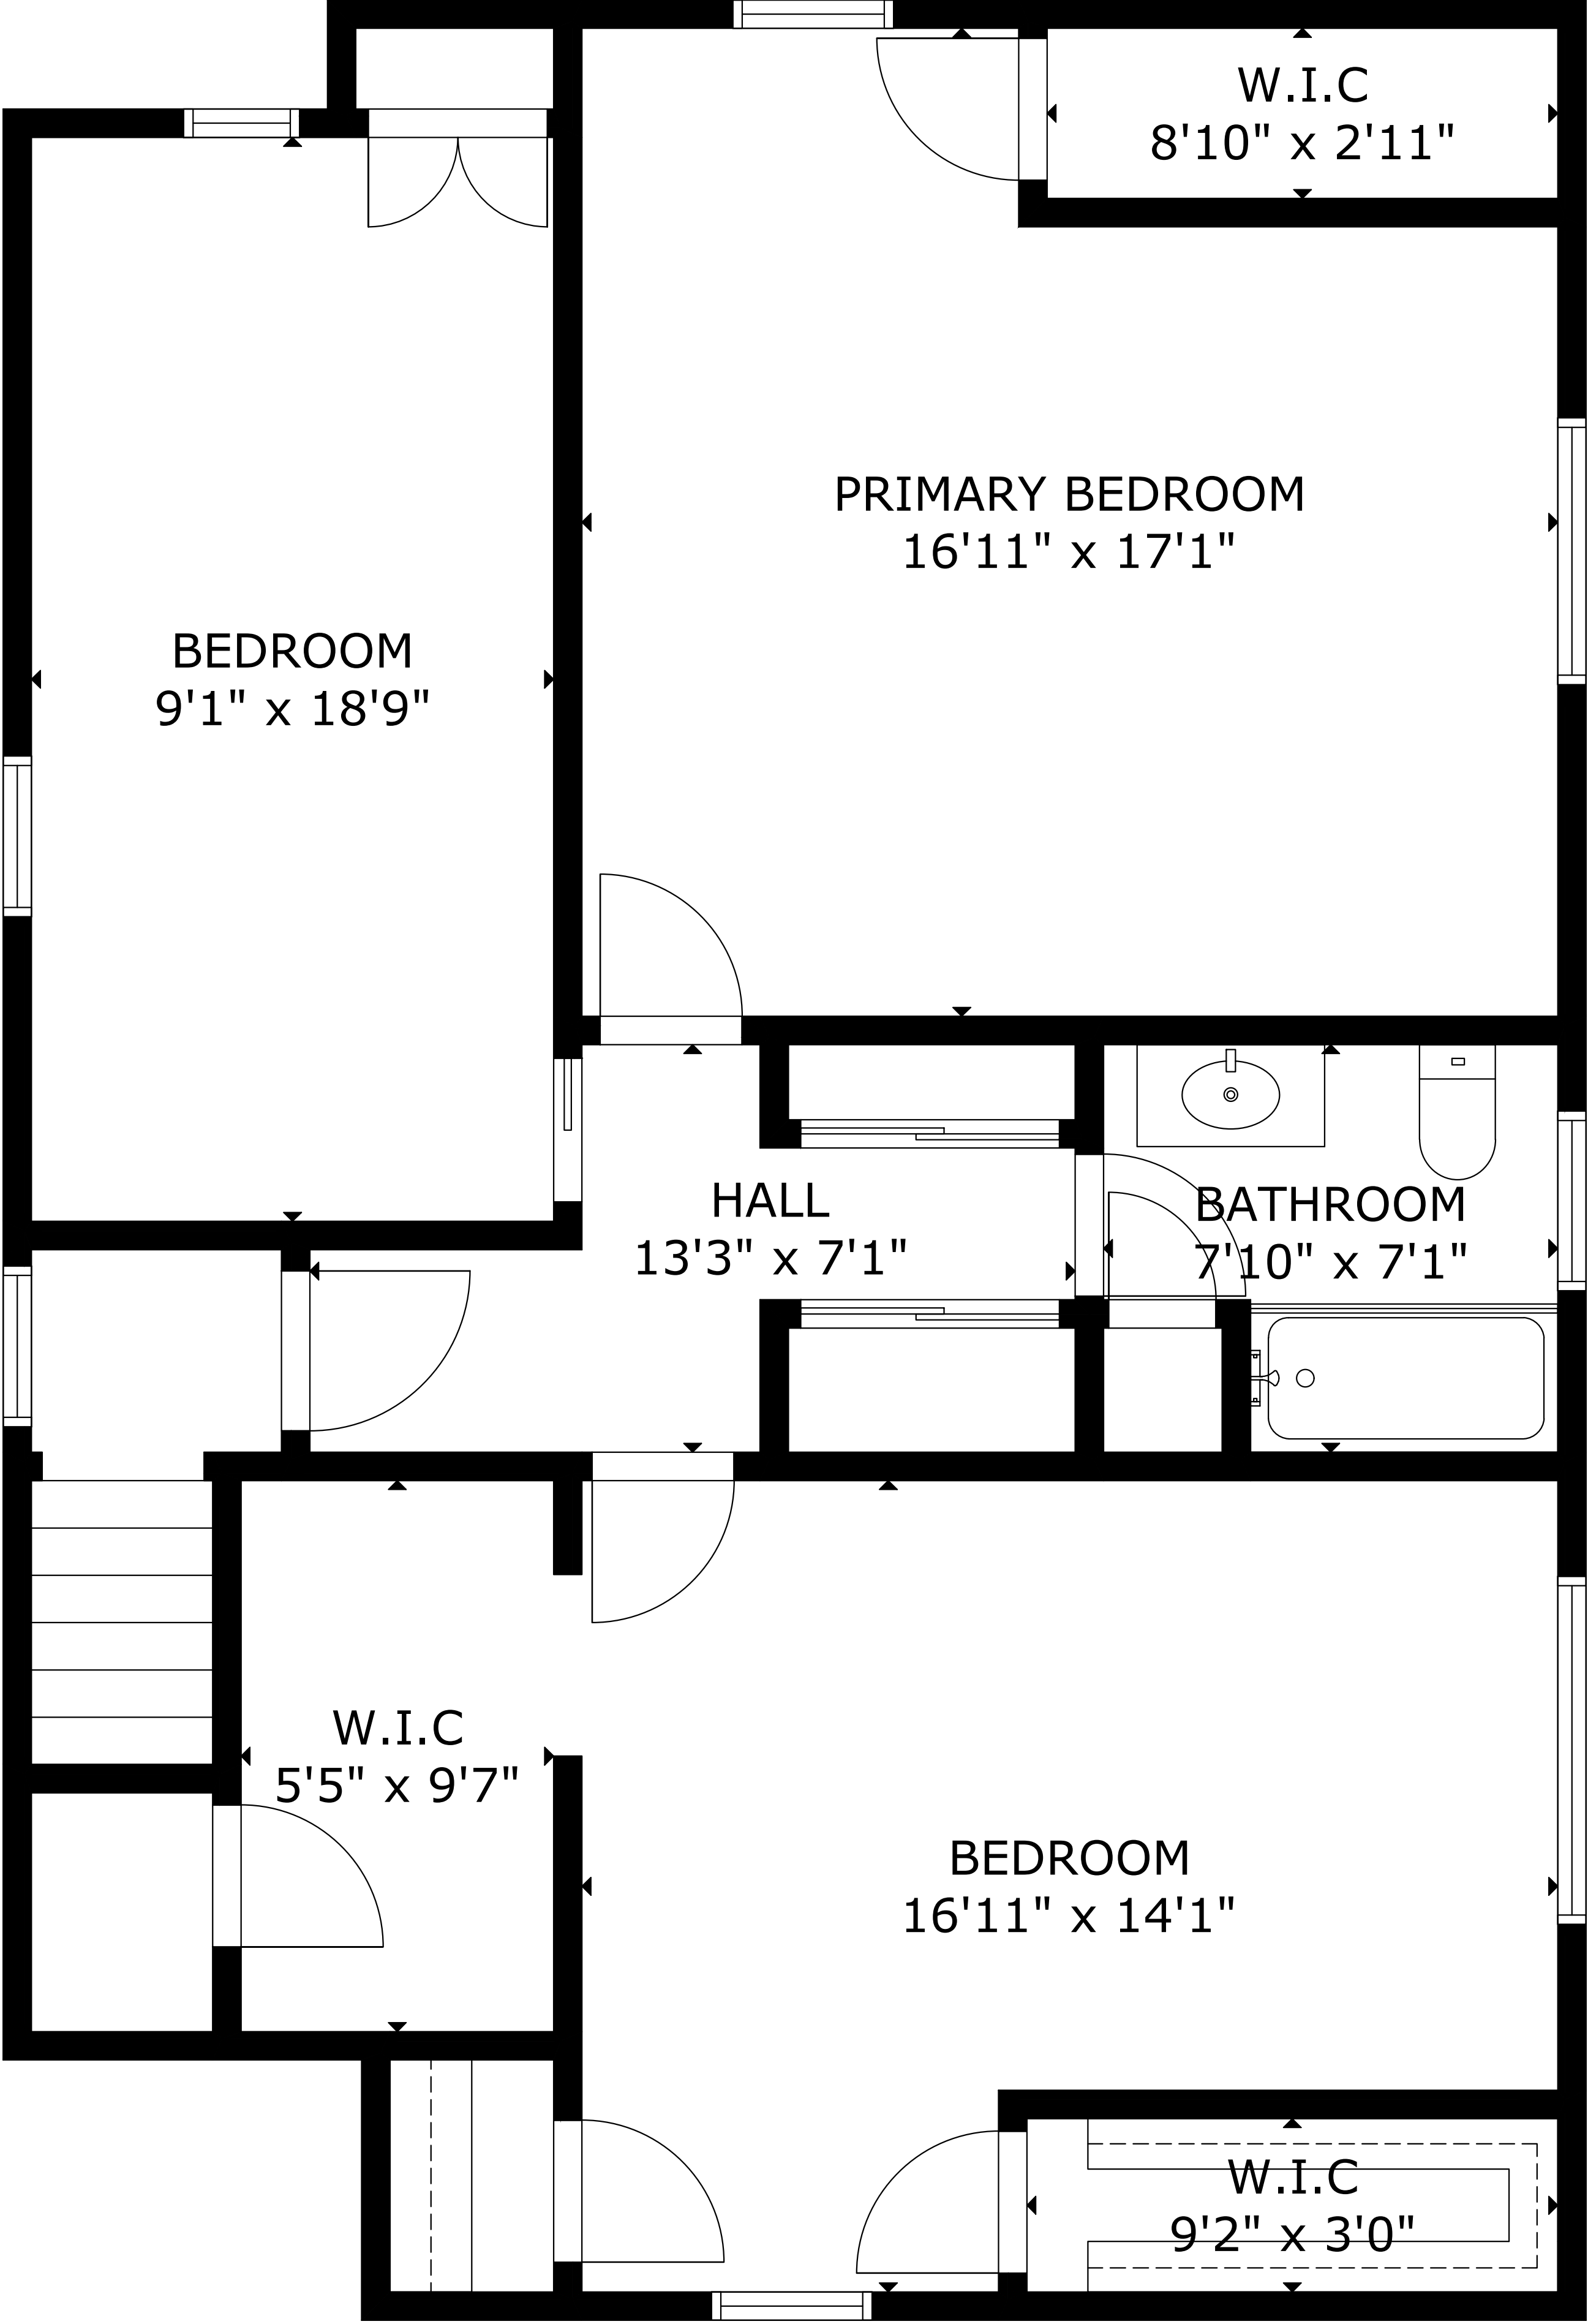 W.I.C
8'10" x 2'11"
PRIMARY BEDROOM
16'11" x 17'1"
BEDROOM
9'1" x 18'9"
HALL
13'3" x 7'1"
BATHROOM
7'10" x 7'1"
W.I.C
5'5" x 9'7"
BEDROOM
16'11" x 14'1"
W.I.C
9'2" x 3'0"